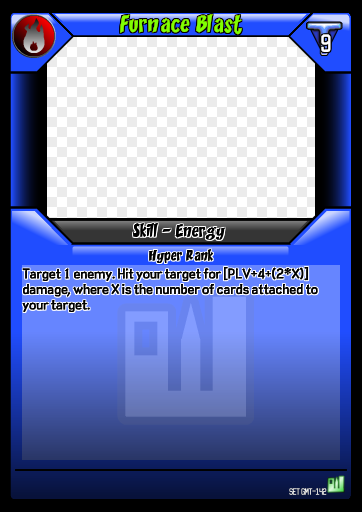 Furnace Blast
9
Skill - Energy
Hyper Rank
Target 1 enemy. Hit your target for [PLV+4+(2*X)]
damage, where X is the number of cards attached to
your target.
SET GMT-142